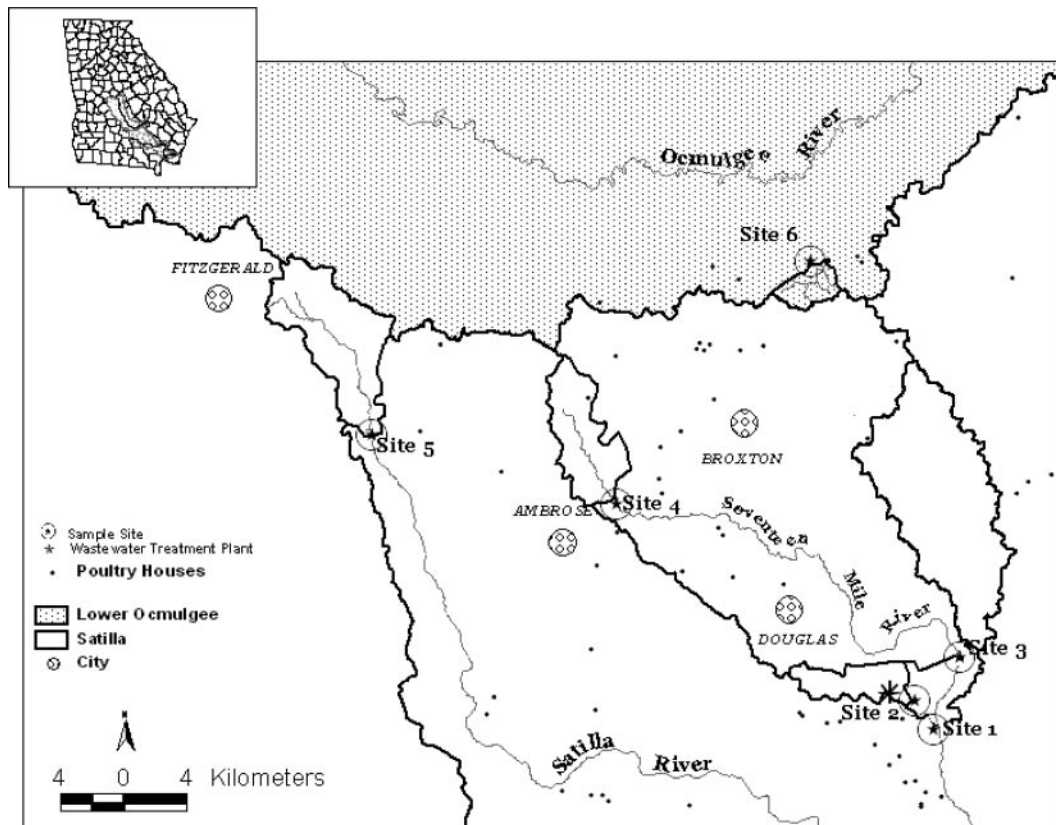 Ocmulgee River
Site 6
FITZGERALD
Site 5
BROXTON
AMBROSE
Site 4
Seventeen Mile River
DOUGLAS
Site 3
Site 2
Site 1
Satilla River
Sample Site
Wastewater Treatment Plant
Poultry Houses
Lower Ocmulgee
Satilla
City
N
4 0 4 Kilometers